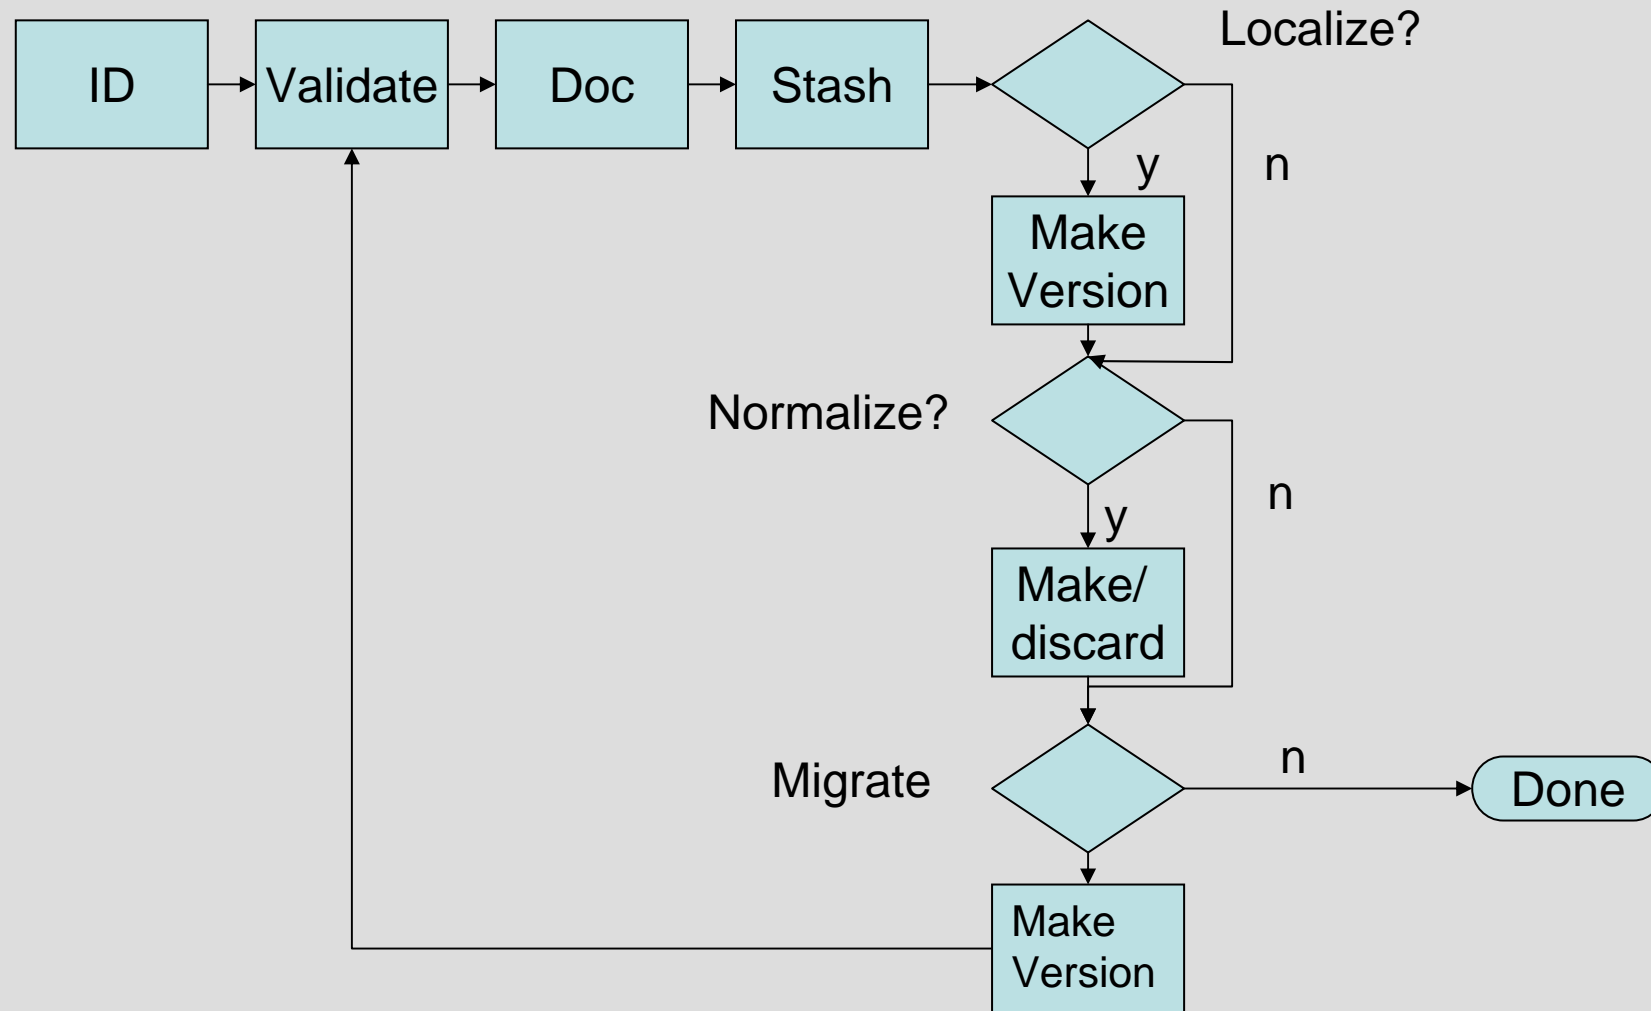 Localize?
ID
Validate
Doc
Stash
y
n
Make
Version
Normalize?
n
y
Make/
discard
n
Migrate
Done
Make
Version